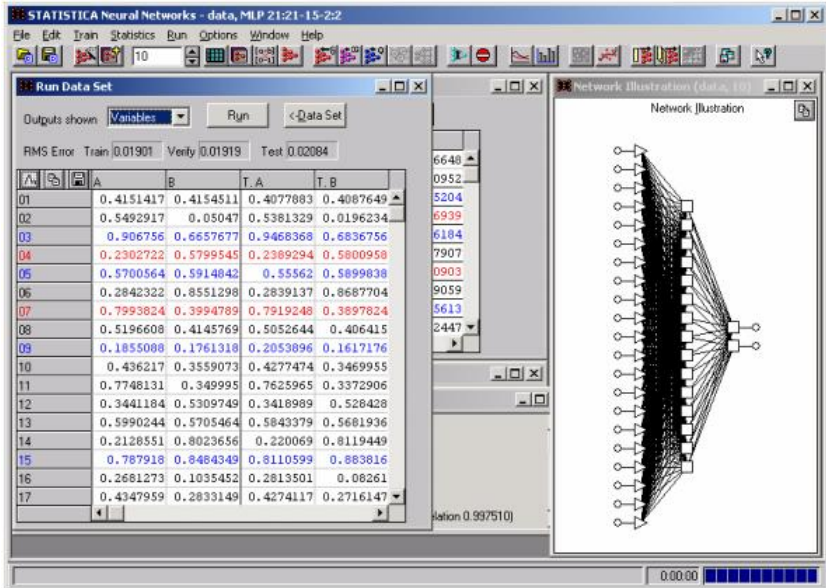 STATISTICA Neural Networks - data, MLP 21:21-15-2:2
File Edit Train Statistics Run Options Window Help
10
Run Data Set
Outputs shown Variables Run <-Data Set
RMS Error Train 0.01901 Verify 0.01919 Test 0.02084
A B T. A T. B
01 0.4151417 0.4154511 0.4077883 0.4087649
02 0.5492917 0.05047 0.5381329 0.0196234
03 0.906756 0.6657677 0.9468368 0.6836756
04 0.2302722 0.5799545 0.2389294 0.5800958
05 0.5700564 0.5914842 0.55562 0.5899838
06 0.2842322 0.8551298 0.2839137 0.8687704
07 0.7993824 0.3994789 0.7919248 0.3897824
08 0.5196608 0.4145769 0.5052644 0.406415
09 0.1855088 0.1761318 0.2053896 0.1617176
10 0.436217 0.3559073 0.4277474 0.3469955
11 0.7748131 0.349995 0.7625965 0.3372906
12 0.3441184 0.5309749 0.3418989 0.528428
13 0.5990244 0.5705464 0.5843379 0.5681936
14 0.2128551 0.8023656 0.220069 0.8119449
15 0.787918 0.8484349 0.8110599 0.883816
16 0.2681273 0.1035452 0.2813501 0.08261
17 0.4347959 0.2833149 0.4274117 0.2716147
6648
0952
5204
6939
6184
7907
0903
9059
5613
2447
elation 0.997510)
Network Illustration (data, 10)
Network Illustration
0:00:00